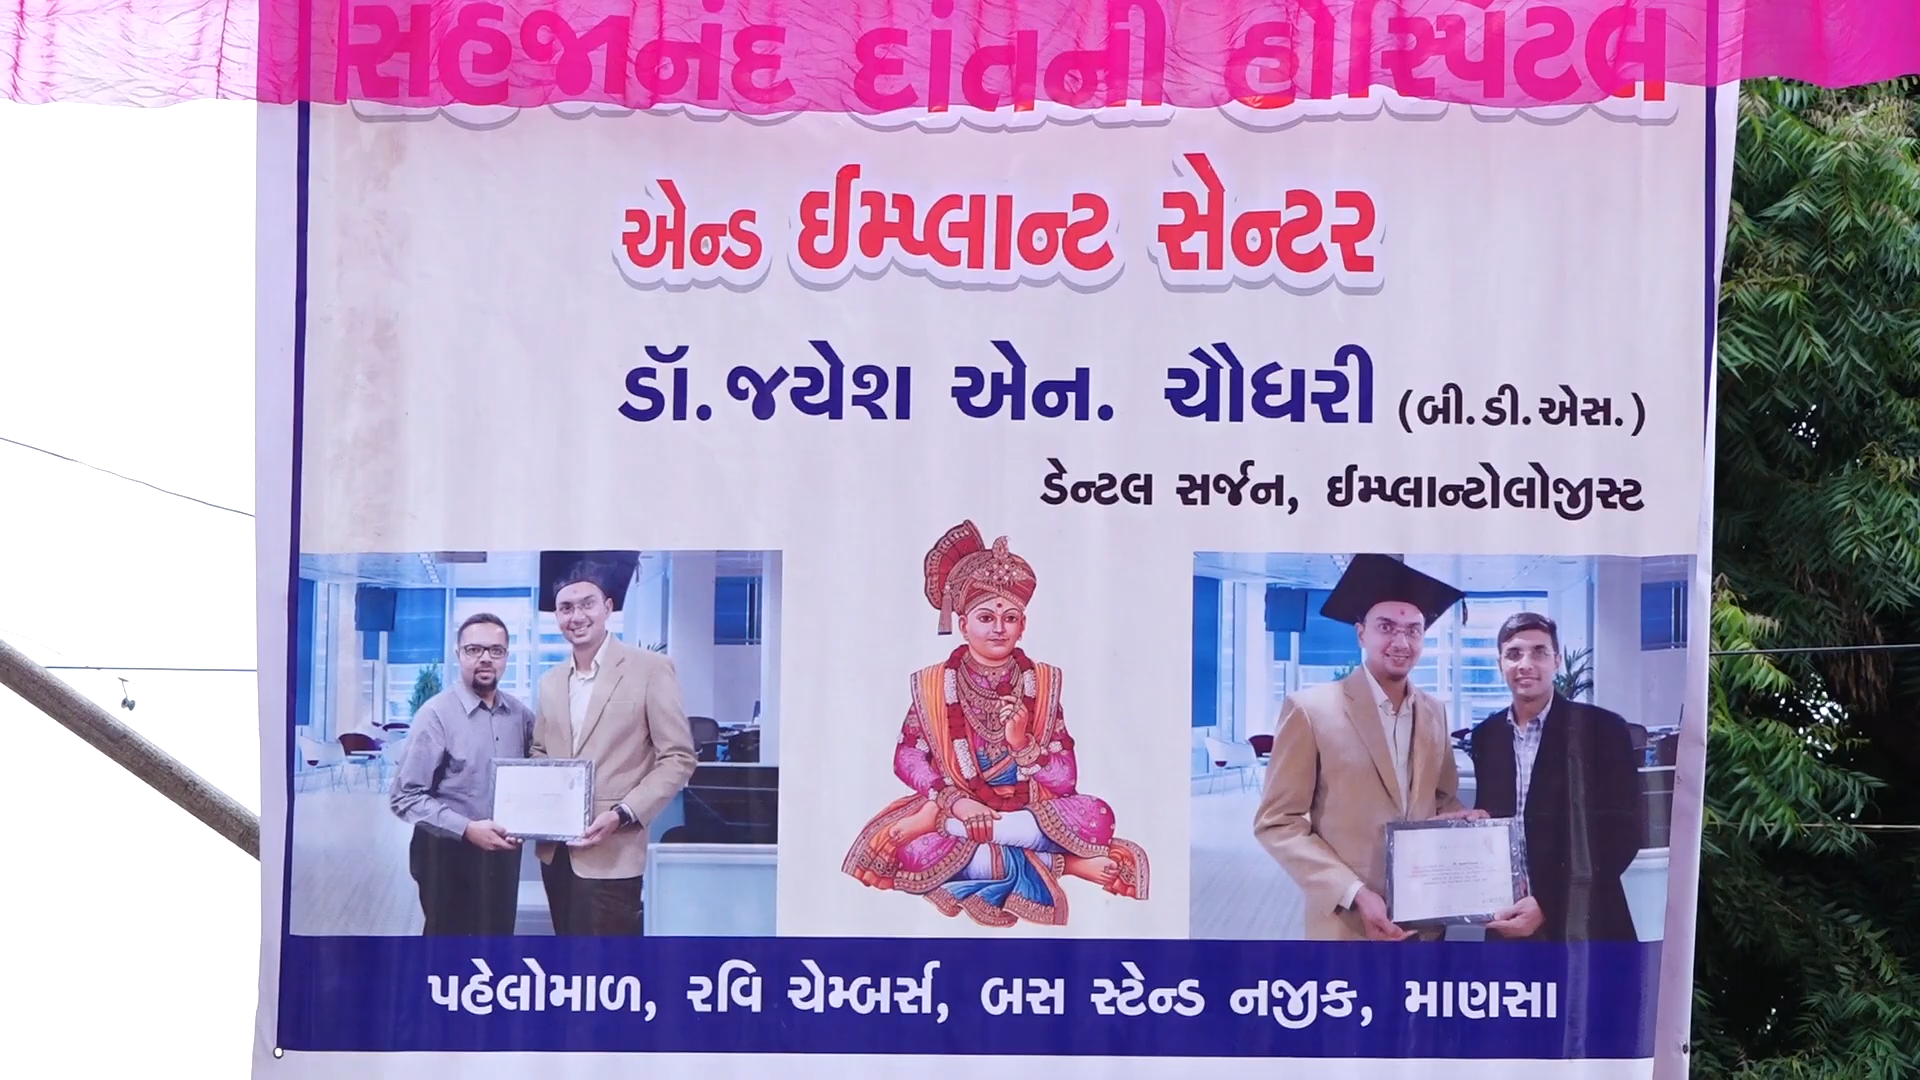 સહજાનંદ દાંતની હોસ્પિટલ
એન્ડ ઈમ્પ્લાન્ટ સેન્ટર
ડૉ. જયેશ એન. ચૌધરી (બી.ડી.એસ.)
ડેન્ટલ સર્જન, ઈમ્પ્લાન્ટોલોજીસ્ટ
પહેલોમાળ, રવિ ચેમ્બર્સ, બસ સ્ટેન્ડ નજીક, માણસા